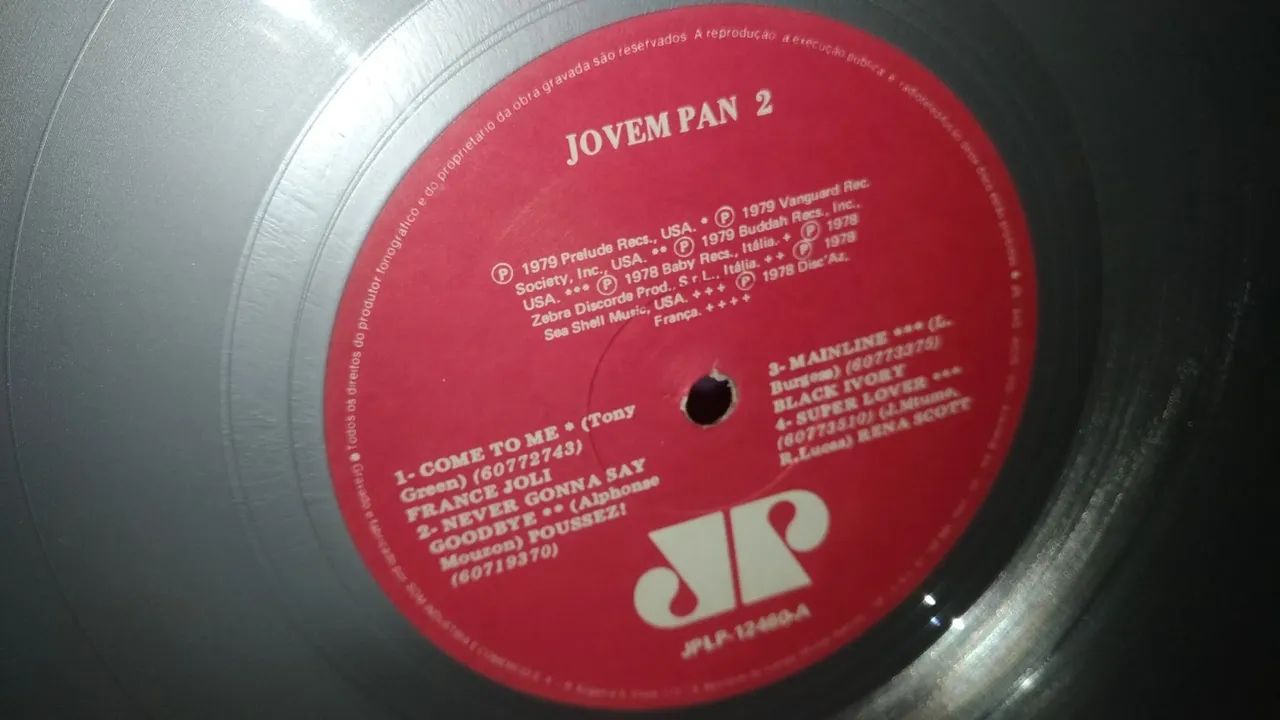 Todos os direitos do produtor fonográfico e do proprietário da obra gravada são reservados A reprodução a execução pública e
JOVEM PAN 2
Ⓟ 1979 Prelude Recs., USA. * Ⓟ 1979 Vanguard Rec.
Society, Inc., USA. ** Ⓟ 1979 Buddah Recs., Inc.,
USA. *** Ⓟ 1978 Baby Recs., Itália. + Ⓟ 1978
Zebra Discorde Prod., S r L., Itália. ++ Ⓟ 1978
Sea Shell Music, USA. +++ Ⓟ 1978 Disc'Az,
França. ++++
1- COME TO ME * (Tony
Green) (60772743)
FRANCE JOLI
2- NEVER GONNA SAY
GOODBYE ** (Alphonse
Mouzon) POUSSEZ!
(60719370)
3- MAINLINE *** (L.
Burgess) (60773375)
BLACK IVORY
4- SUPER LOVER ***
(60773510) (J.Mtume,
R.Lucas) RENA SCOTT
JP
JPLP-12460-A